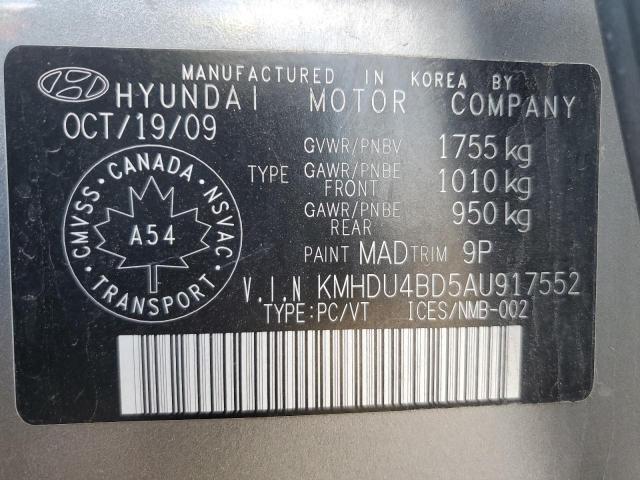 MANUFACTURED IN KOREA BY
HYUNDAI MOTOR COMPANY
OCT/19/09
GVWR/PNBV 1755 kg
TYPE GAWR/PNBE FRONT 1010 kg
GAWR/PNBE REAR 950 kg
PAINT MAD TRIM 9P
V.I.N KMHDU4BD5AU917552
TYPE:PC/VT ICES/NMB-002
CMVSS · CANADA · NSVAC
A54
TRANSPORT